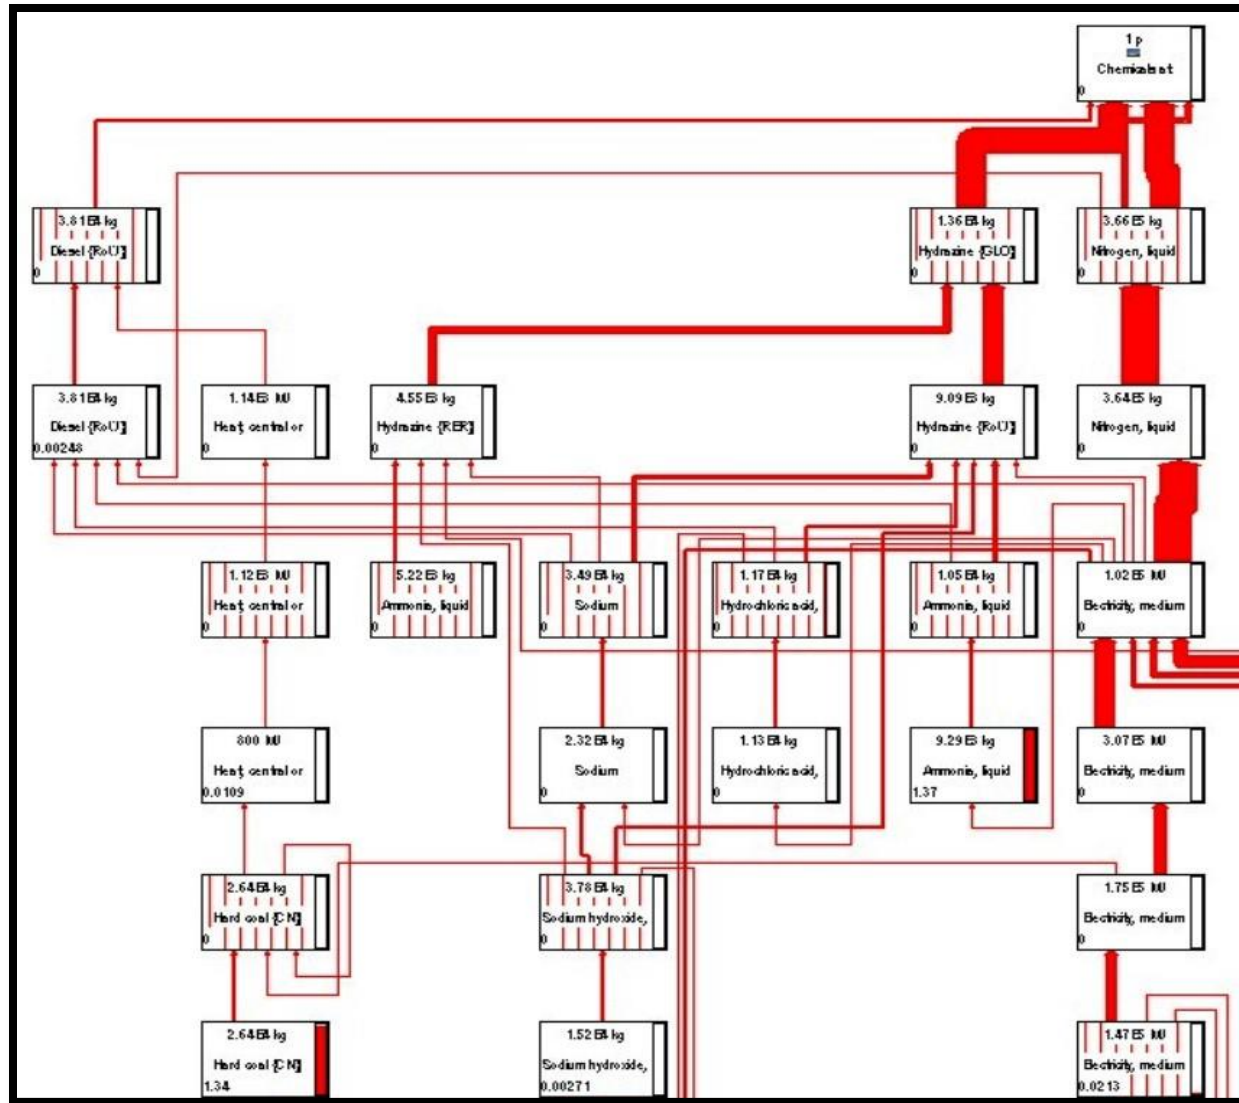 1 p
Chemicals at
0
3.81E4 kg
Diesel {RoW}
0
1.36E4 kg
Hydrazine {GLO}
0
3.66E5 kg
Nitrogen, liquid
0
3.81E4 kg
Diesel {RoW}
0.00248
1.14E3 MJ
Heat, central or
0
4.55E3 kg
Hydrazine {RER}
0
9.09E3 kg
Hydrazine {RoW}
0
3.64E5 kg
Nitrogen, liquid
0
1.12E3 MJ
Heat, central or
0
5.22E3 kg
Ammonia, liquid
0
3.49E4 kg
Sodium
0
1.17E4 kg
Hydrochloric acid,
0
1.05E4 kg
Ammonia, liquid
0
1.02E5 MJ
Electricity, medium
0
800 MJ
Heat, central or
0.0109
2.32E4 kg
Sodium
0
1.13E4 kg
Hydrochloric acid,
0
9.29E3 kg
Ammonia, liquid
1.37
3.07E5 MJ
Electricity, medium
0
2.64E4 kg
Hard coal {CN}
0
3.78E4 kg
Sodium hydroxide,
0
1.75E5 MJ
Electricity, medium
0
2.64E4 kg
Hard coal {CN}
1.34
1.52E4 kg
Sodium hydroxide,
0.00271
1.47E5 MJ
Electricity, medium
0.0213